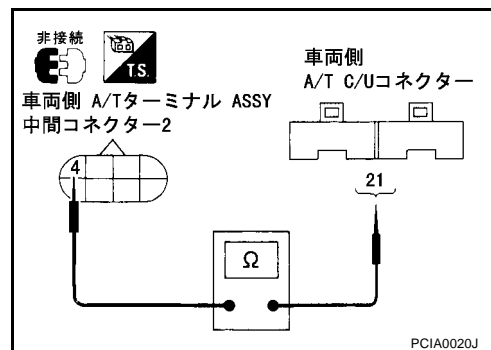 非接続
T.S.
車両側 A/Tターミナル ASSY
中間コネクター2
車両側
A/T C/Uコネクター
4
21
Ω
PCIA0020J